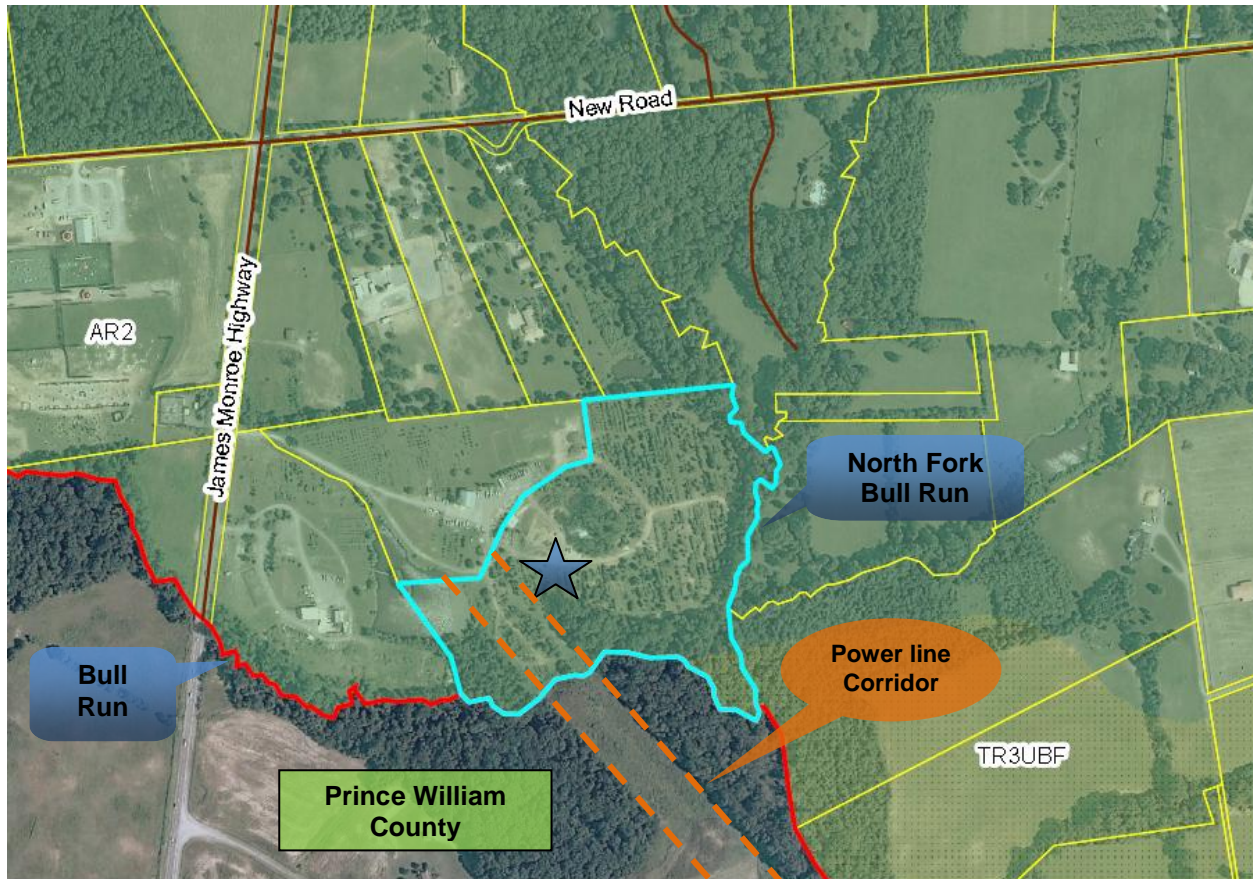 New Road
James Monroe Highway
AR2
North Fork
Bull Run
Bull
Run
Power line
Corridor
TR3UBF
Prince William
County